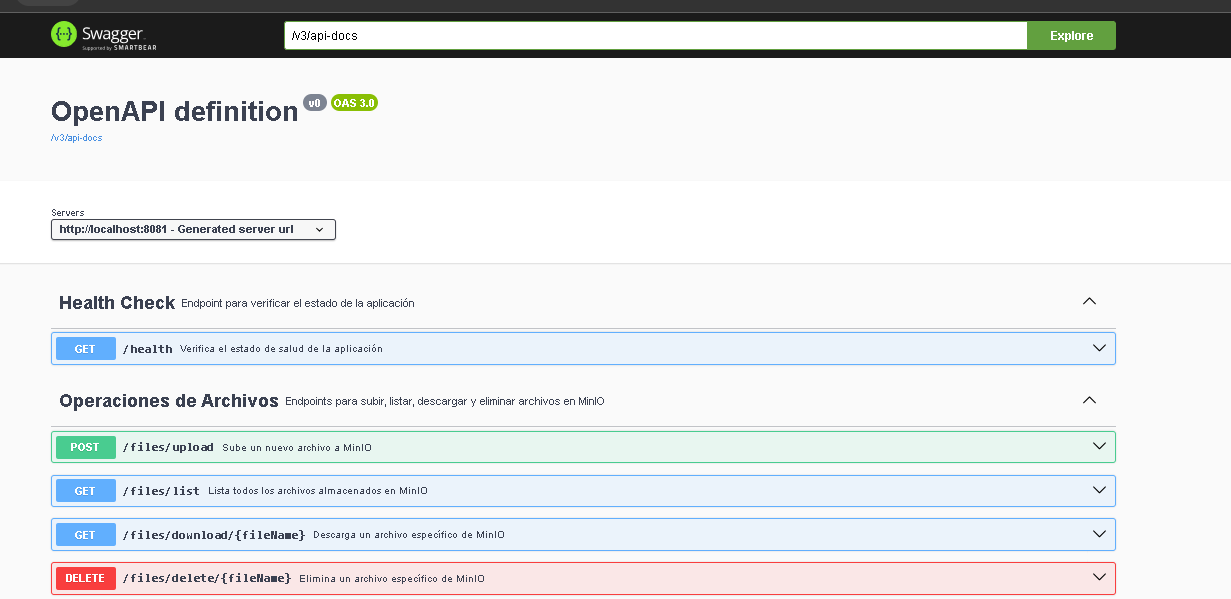 Swagger
Supported by SMARTBEAR
/v3/api-docs
Explore
OpenAPI definition v0 OAS 3.0
/v3/api-docs
Servers
http://localhost:8081 - Generated server url
Health Check Endpoint para verificar el estado de la aplicación
GET /health Verifica el estado de salud de la aplicación
Operaciones de Archivos Endpoints para subir, listar, descargar y eliminar archivos en MinIO
POST /files/upload Sube un nuevo archivo a MinIO
GET /files/list Lista todos los archivos almacenados en MinIO
GET /files/download/{fileName} Descarga un archivo específico de MinIO
DELETE /files/delete/{fileName} Elimina un archivo específico de MinIO